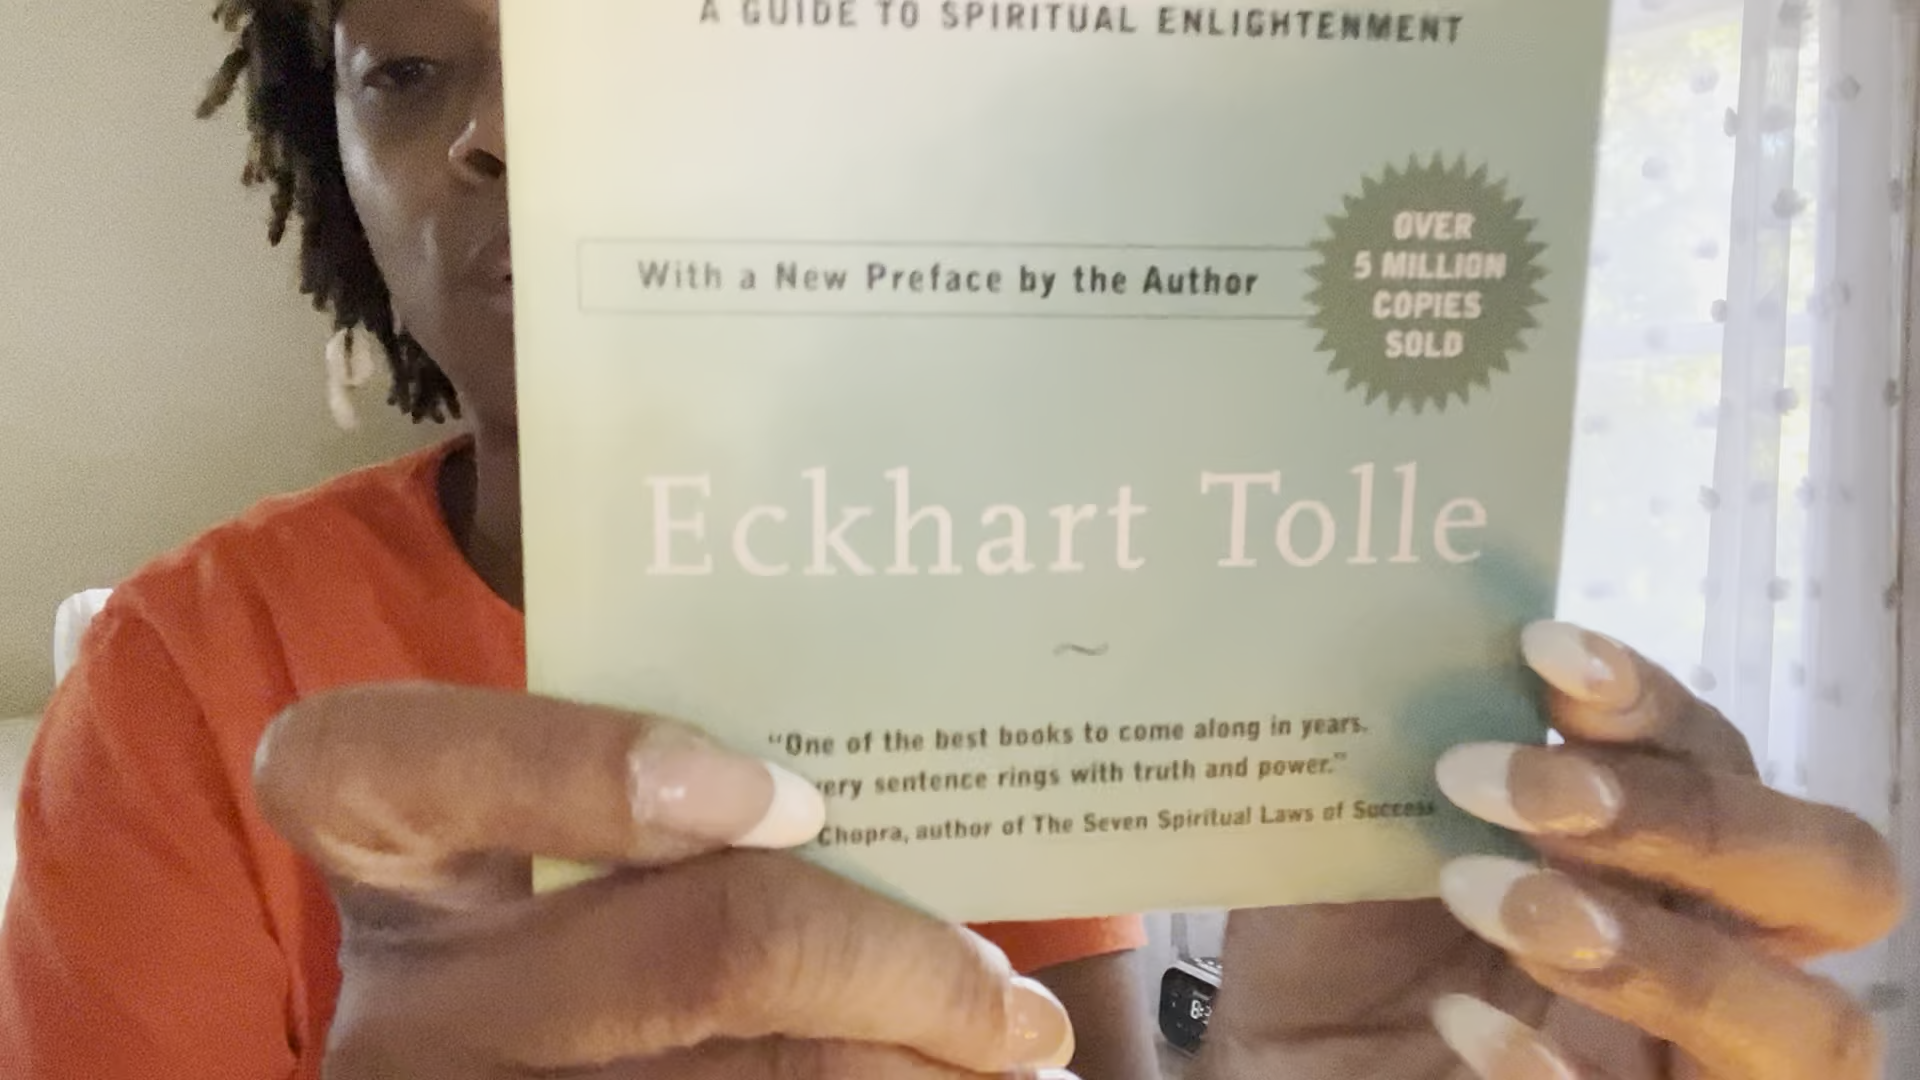 A GUIDE TO SPIRITUAL ENLIGHTENMENT
With a New Preface by the Author
OVER
5 MILLION
COPIES
SOLD
Eckhart Tolle
“One of the best books to come along in years.
very sentence rings with truth and power.”
Chopra, author of The Seven Spiritual Laws of Success